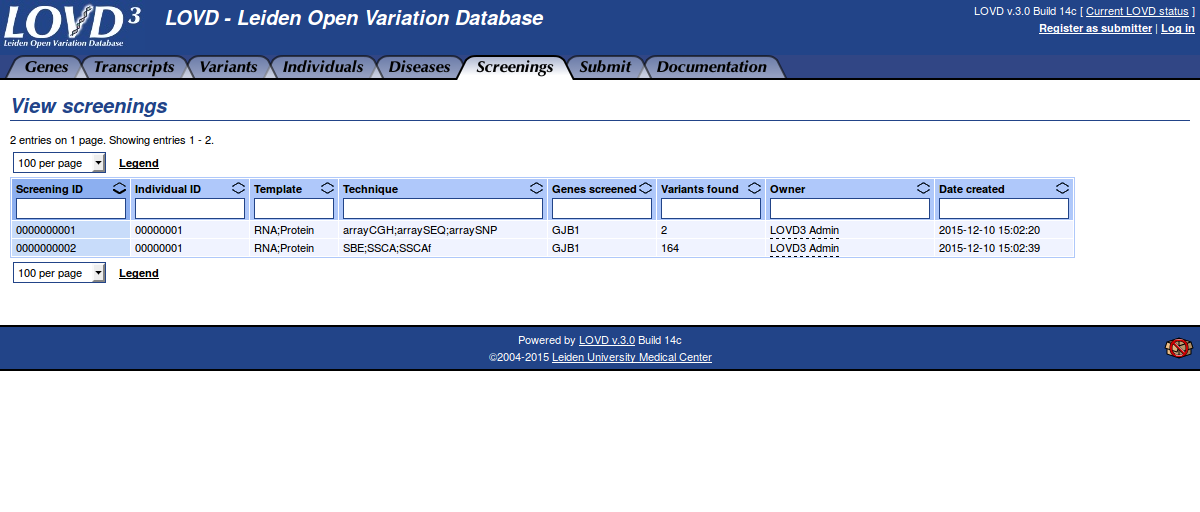 LOVD 3
Leiden Open Variation Database
LOVD - Leiden Open Variation Database
LOVD v.3.0 Build 14c [ Current LOVD status ]
Register as submitter | Log in
Genes Transcripts Variants Individuals Diseases Screenings Submit Documentation
View screenings
2 entries on 1 page. Showing entries 1 - 2.
100 per page Legend
Screening ID Individual ID Template Technique Genes screened Variants found Owner Date created
0000000001 00000001 RNA;Protein arrayCGH;arraySEQ;arraySNP GJB1 2 LOVD3 Admin 2015-12-10 15:02:20
0000000002 00000001 RNA;Protein SBE;SSCA;SSCAf GJB1 164 LOVD3 Admin 2015-12-10 15:02:39
100 per page Legend
Powered by LOVD v.3.0 Build 14c
©2004-2015 Leiden University Medical Center